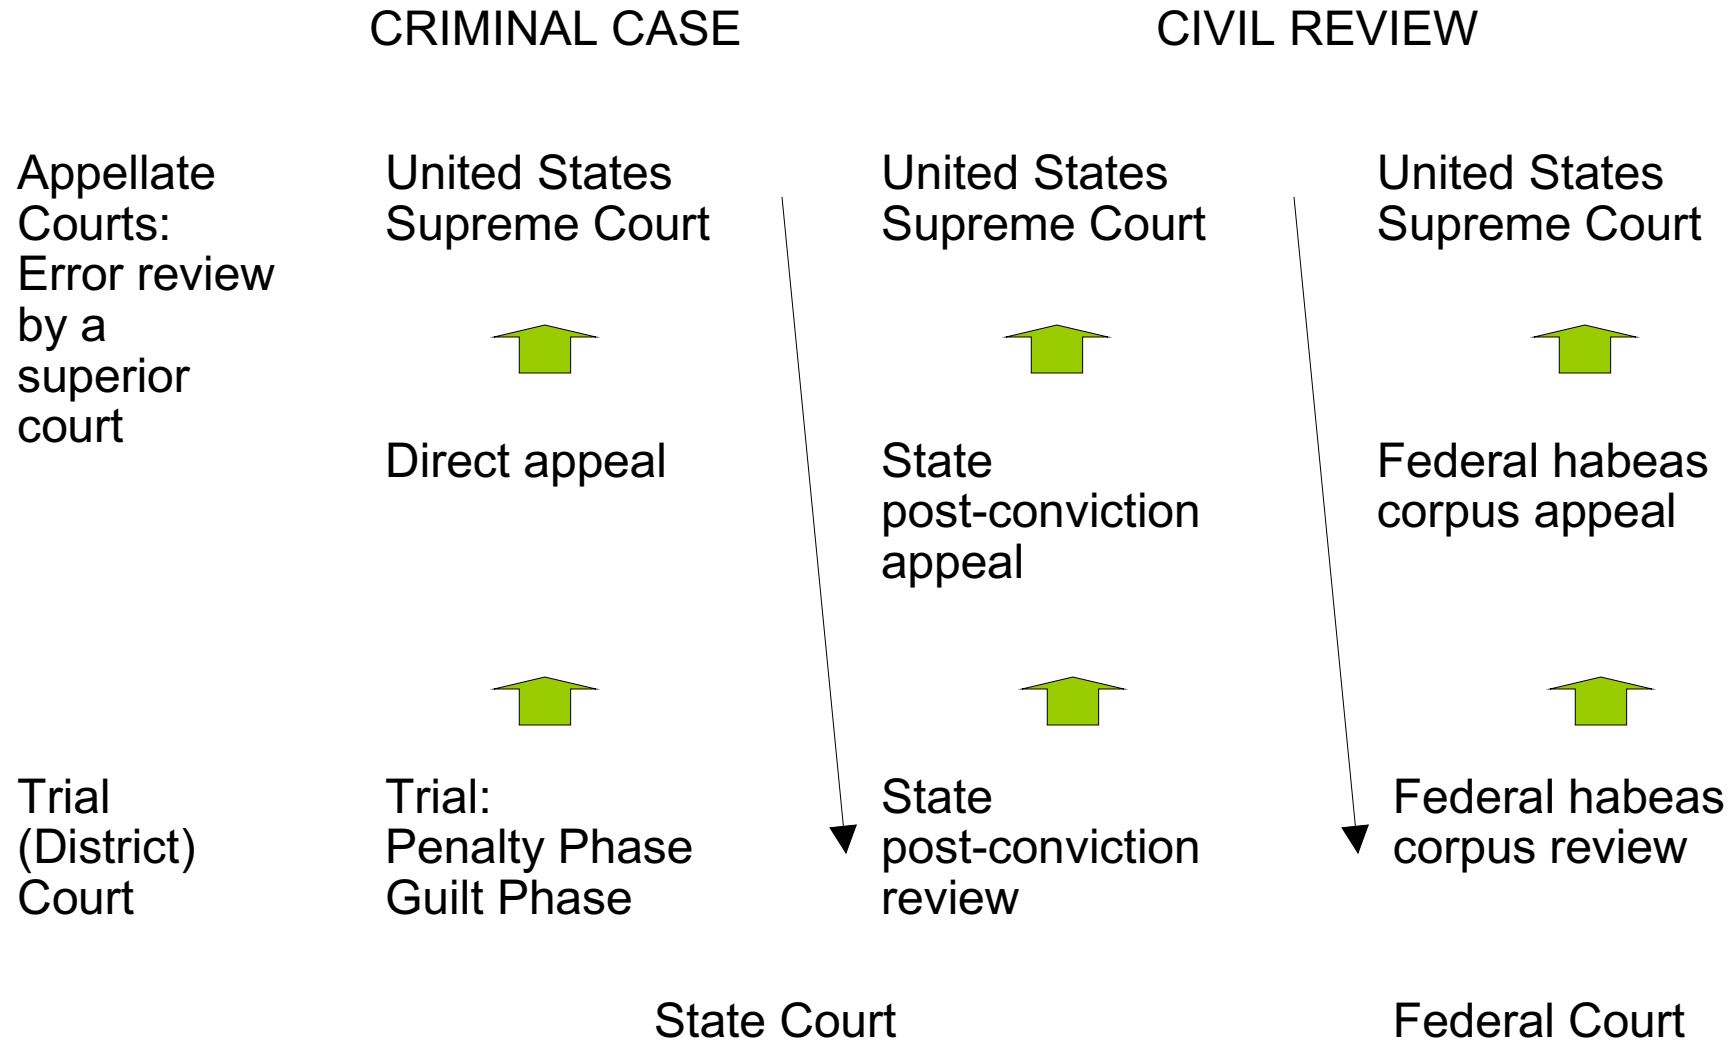 CRIMINAL CASE
CIVIL REVIEW
Appellate
Courts:
Error review
by a
superior
court
United States
Supreme Court
United States
Supreme Court
United States
Supreme Court
Direct appeal
State
post-conviction
appeal
Federal habeas
corpus appeal
Trial
(District)
Court
Trial:
Penalty Phase
Guilt Phase
State
post-conviction
review
Federal habeas
corpus review
State Court
Federal Court